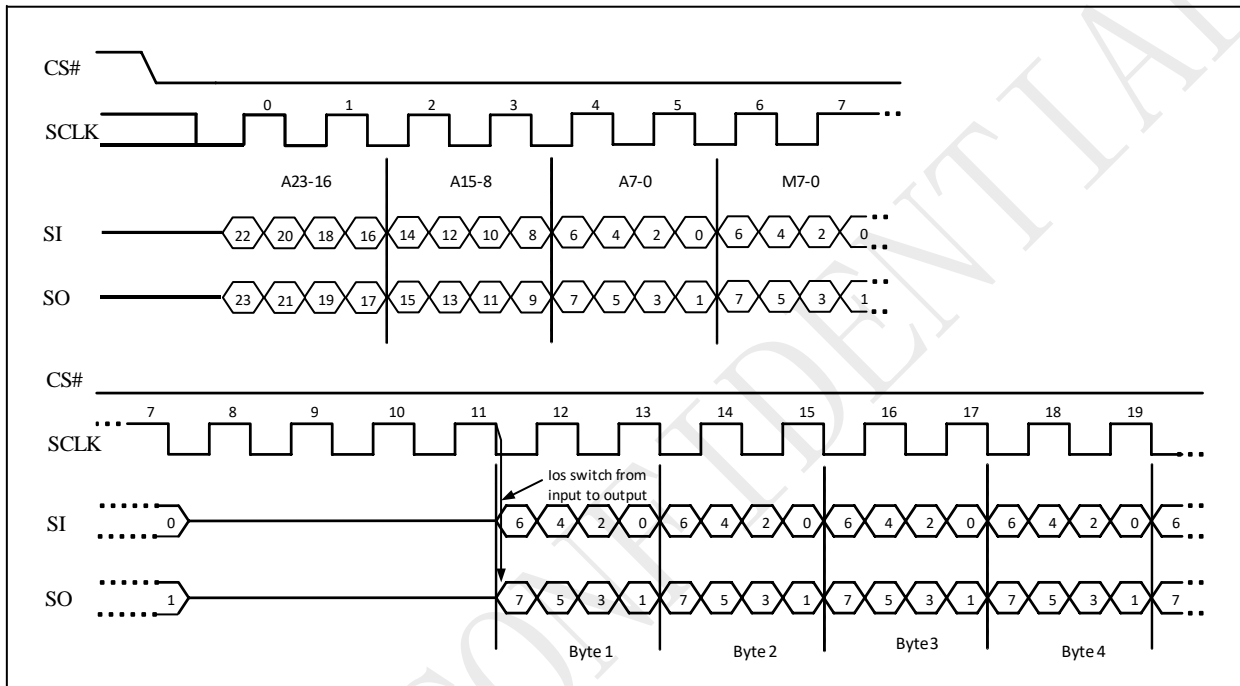 CS#
0 1 2 3 4 5 6 7
SCLK
A23-16 A15-8 A7-0 M7-0
SI 22 20 18 16 14 12 10 8 6 4 2 0 6 4 2 0
SO 23 21 19 17 15 13 11 9 7 5 3 1 7 5 3 1
CS#
7 8 9 10 11 12 13 14 15 16 17 18 19
SCLK
Ios switch from
input to output
SI 0 6 4 2 0 6 4 2 0 6 4 2 0 6 4 2 0 6
SO 1 7 5 3 1 7 5 3 1 7 5 3 1 7 5 3 1 7
Byte 1 Byte 2 Byte 3 Byte 4
CONFIDENTIAL